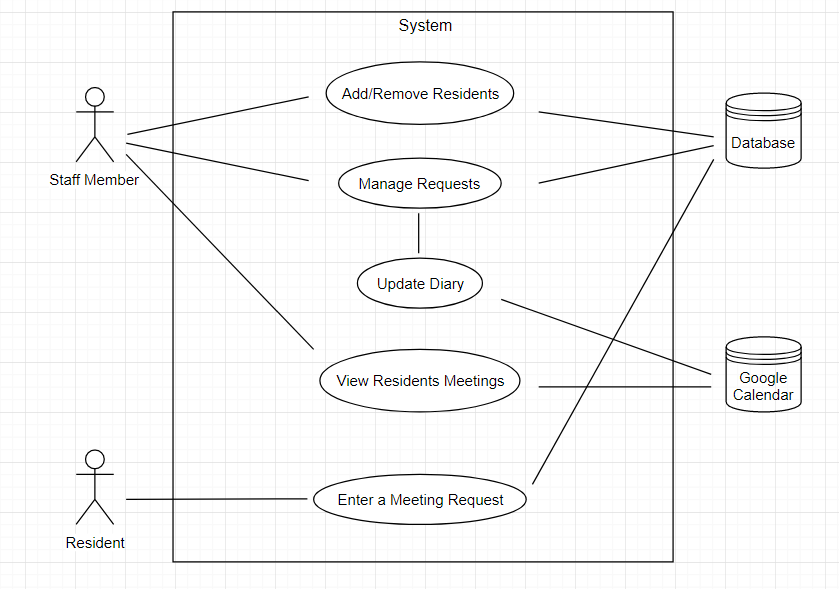 System
Add/Remove Residents
Database
Staff Member
Manage Requests
Update Diary
View Residents Meetings
Google
Calendar
Enter a Meeting Request
Resident